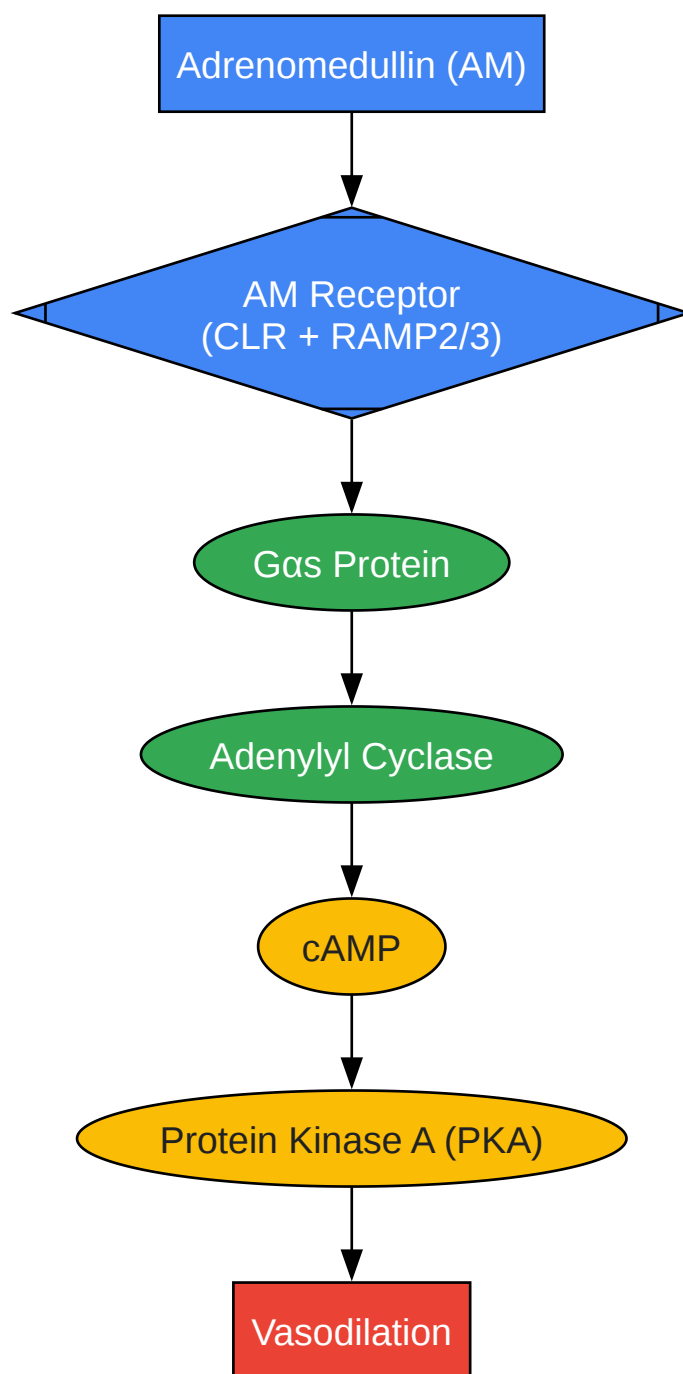 Adrenomedullin (AM)
AM Receptor
(CLR + RAMP2/3)
Gαs Protein
Adenylyl Cyclase
cAMP
Protein Kinase A (PKA)
Vasodilation